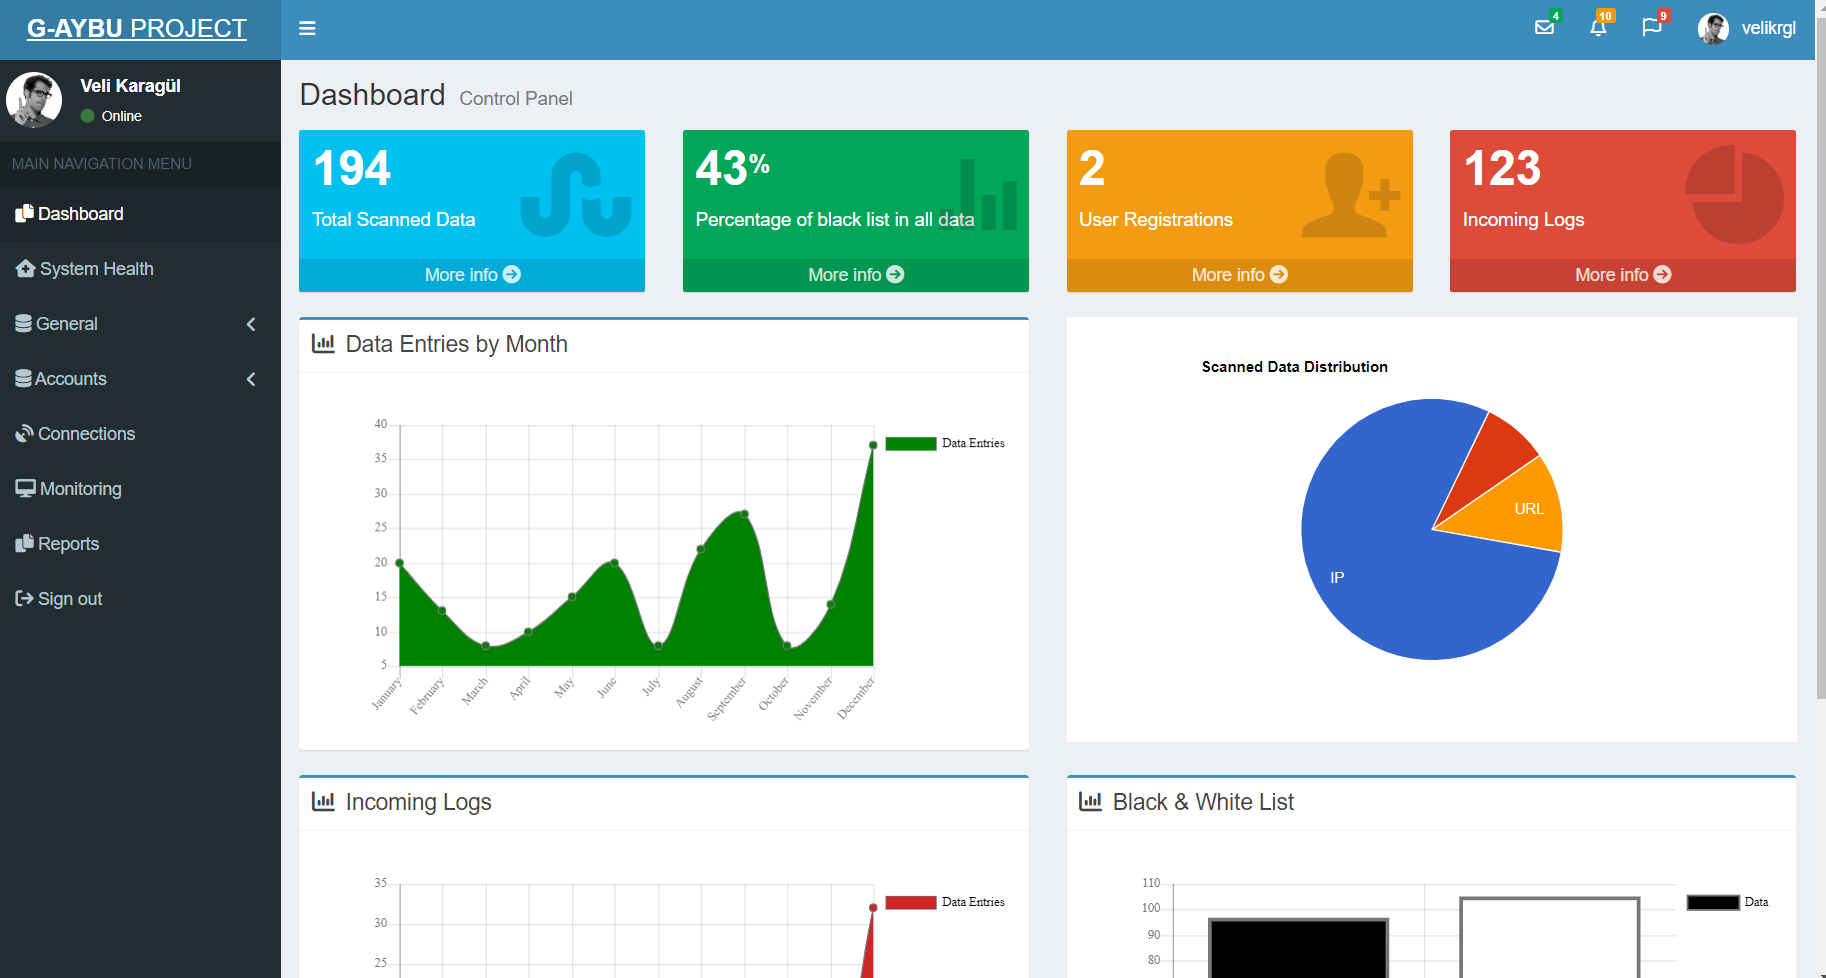 G-AYBU PROJECT
4
10
9
velikrgl
Veli Karagül
Online
MAIN NAVIGATION MENU
Dashboard
System Health
General
Accounts
Connections
Monitoring
Reports
Sign out
Dashboard Control Panel
194
Total Scanned Data
More info
43%
Percentage of black list in all data
More info
2
User Registrations
More info
123
Incoming Logs
More info
Data Entries by Month
40
35
30
25
20
15
10
5
January
February
March
April
May
June
July
August
September
October
November
December
Data Entries
Scanned Data Distribution
URL
IP
Incoming Logs
35
30
25
Data Entries
Black & White List
110
100
90
80
Data